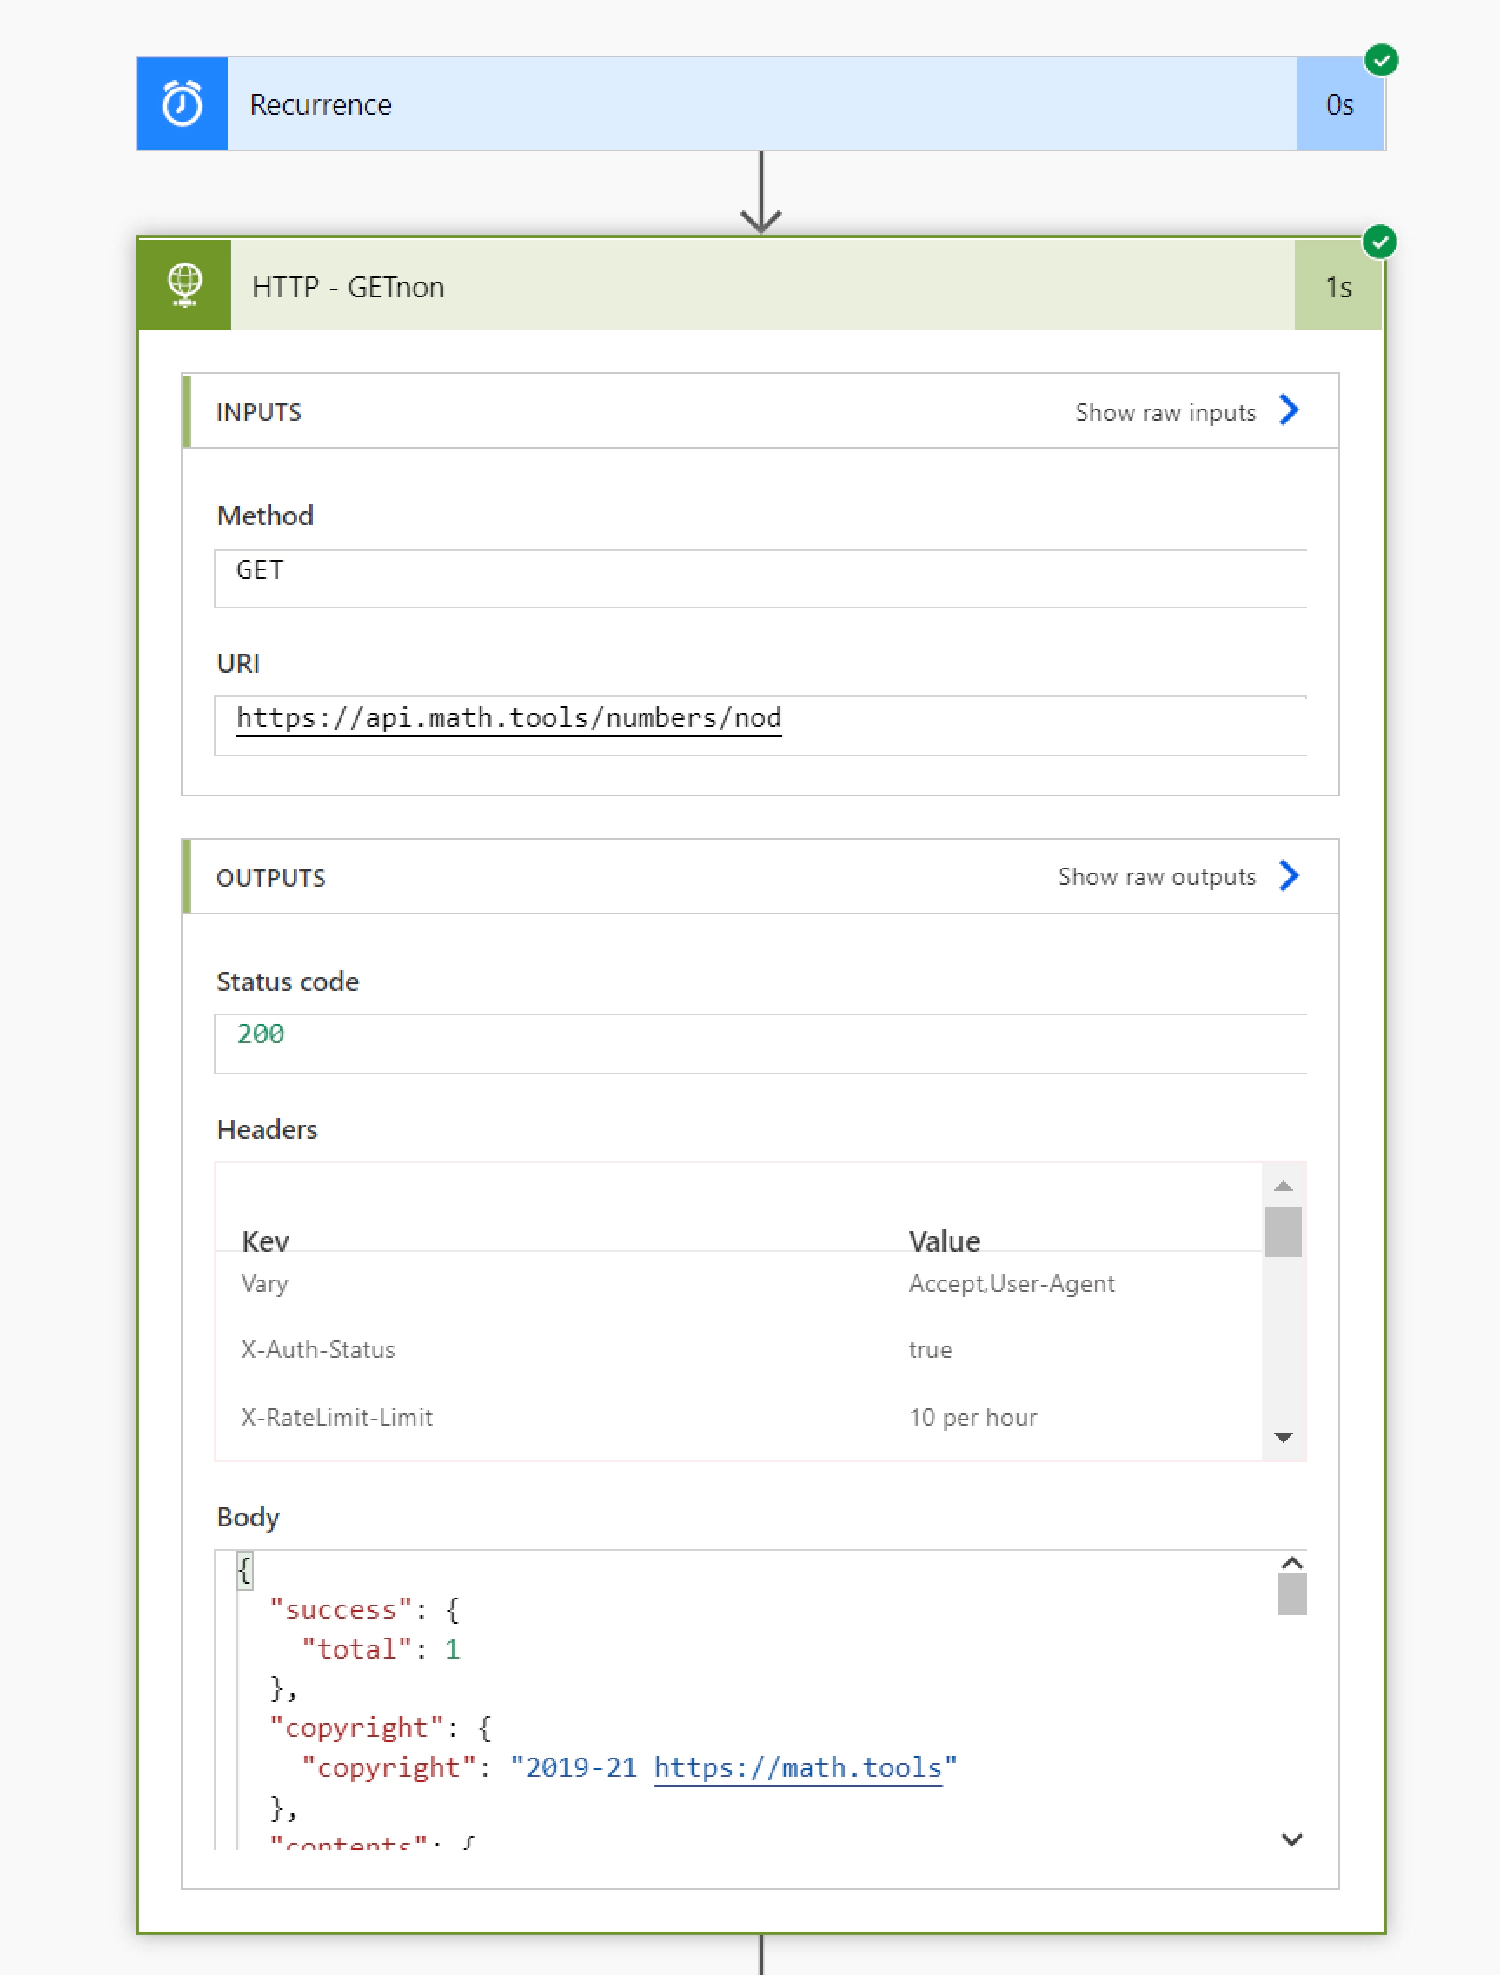 Recurrence
0s
HTTP - GETnon
1s
INPUTS
Show raw inputs
Method
GET
URI
https://api.math.tools/numbers/nod
OUTPUTS
Show raw outputs
Status code
200
Headers
Key Value
Vary Accept,User-Agent
X-Auth-Status true
X-RateLimit-Limit 10 per hour
Body
{
"success": {
"total": 1
},
"copyright": {
"copyright": "2019-21 https://math.tools"
},
"contents": {